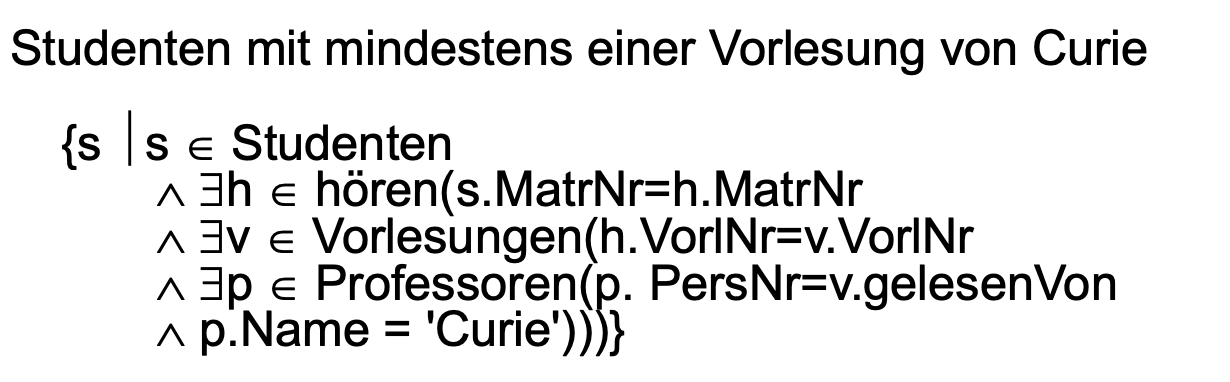 Studenten mit mindestens einer Vorlesung von Curie
{s | s ∈ Studenten
∧ ∃h ∈ hören(s.MatrNr=h.MatrNr
∧ ∃v ∈ Vorlesungen(h.VorlNr=v.VorlNr
∧ ∃p ∈ Professoren(p. PersNr=v.gelesenVon
∧ p.Name = 'Curie')))}